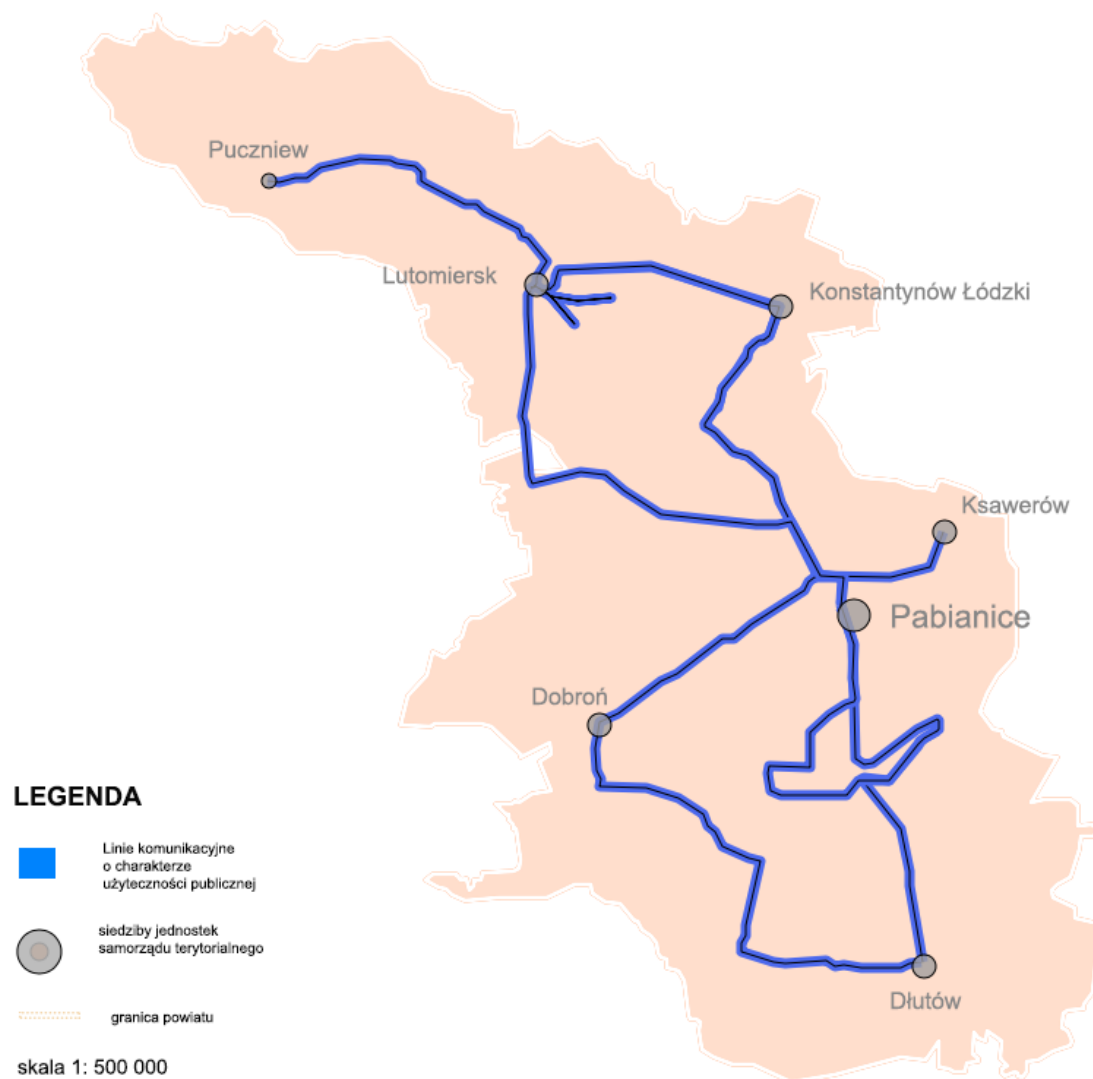 Puczniew
Lutomiersk
Konstantynów Łódzki
Ksawerów
Pabianice
Dobroń
Dłutów
LEGENDA
Linie komunikacyjne
o charakterze
użyteczności publicznej
siedziby jednostek
samorządu terytorialnego
granica powiatu
skala 1: 500 000